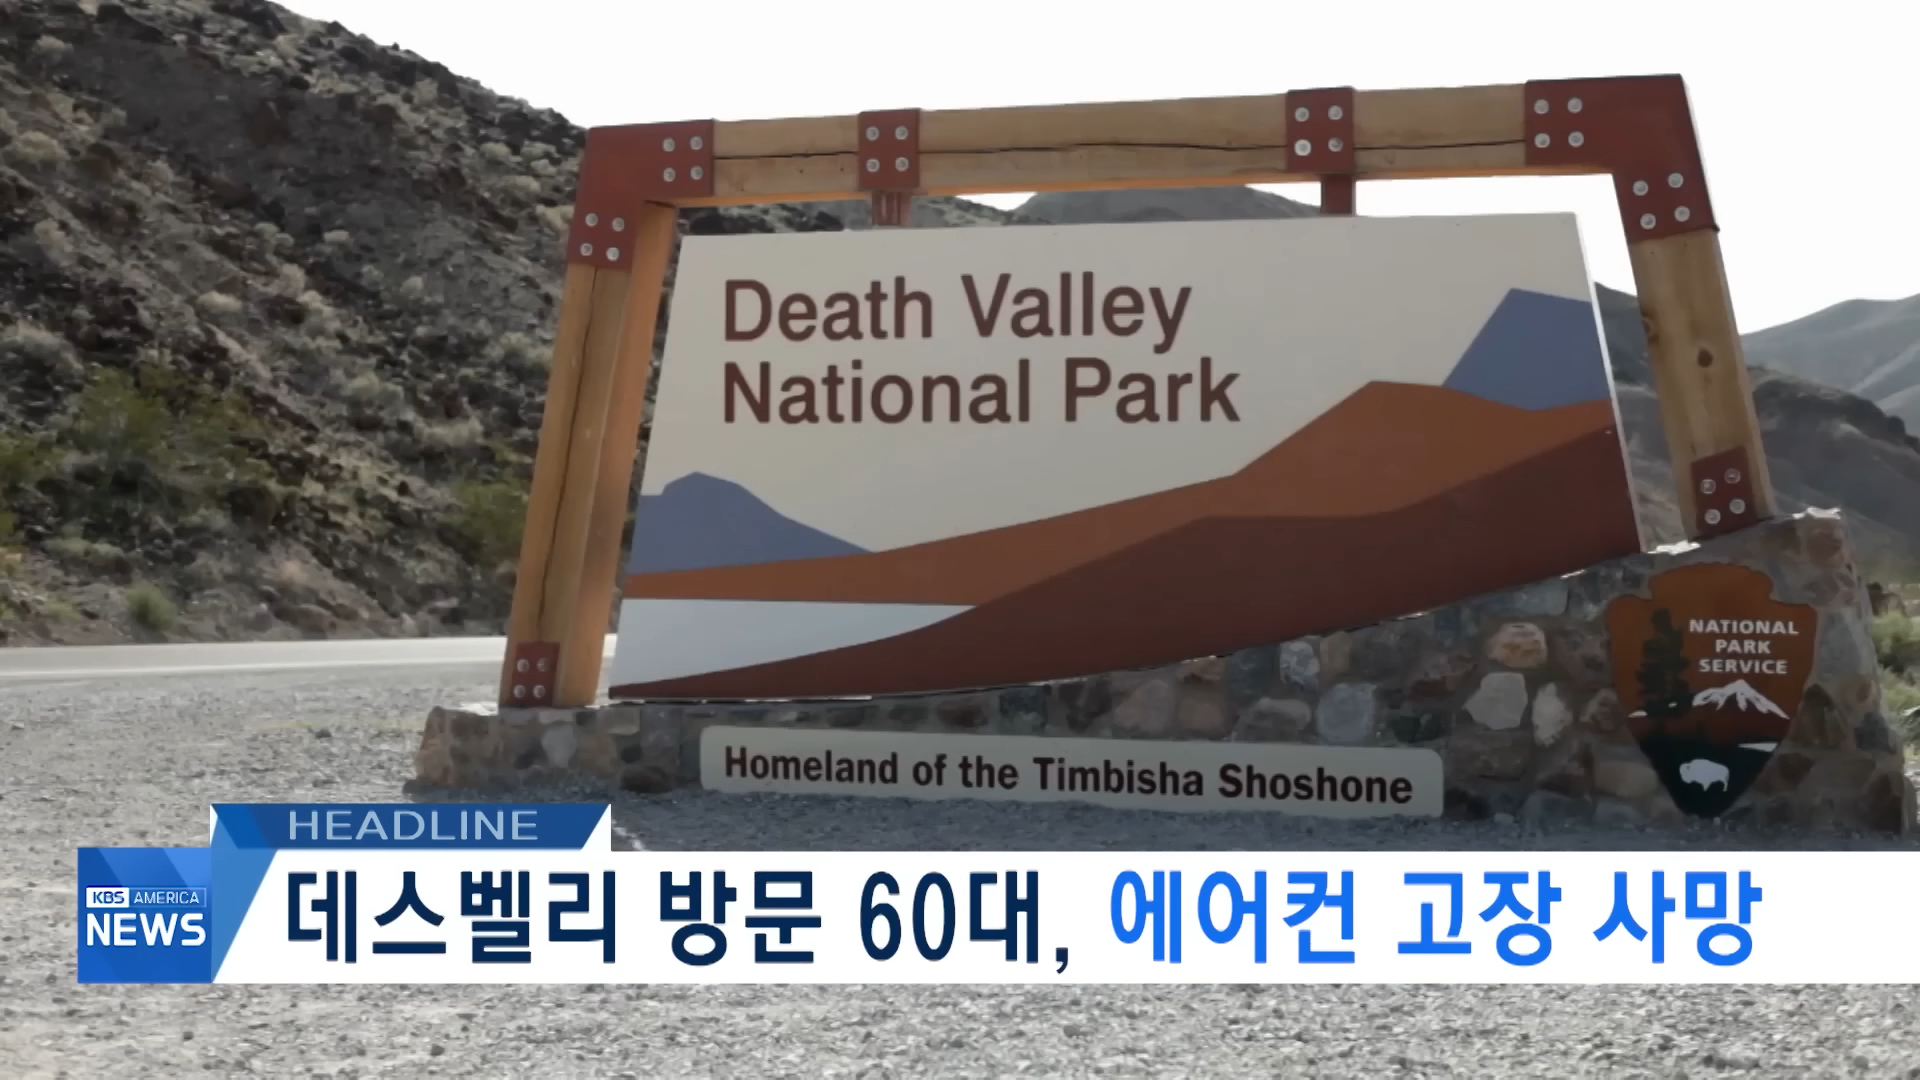 Death Valley
National Park
NATIONAL
PARK
SERVICE
Homeland of the Timbisha Shoshone
HEADLINE
KBS AMERICA
NEWS
데스벨리 방문 60대, 에어컨 고장 사망